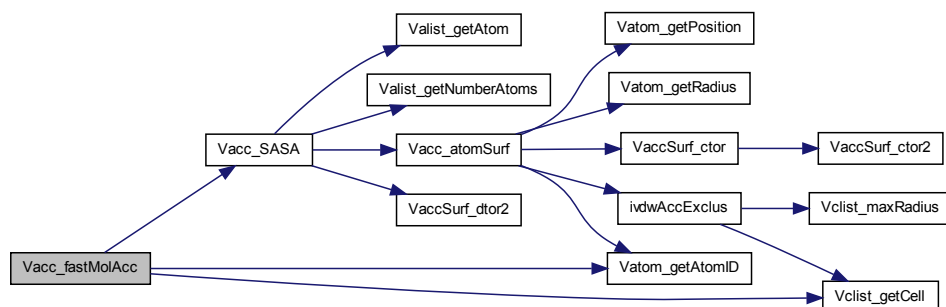 Vacc_fastMolAcc
Vacc_SASA
Valist_getAtom
Valist_getNumberAtoms
Vacc_atomSurf
VaccSurf_dtor2
Vatom_getPosition
Vatom_getRadius
VaccSurf_ctor
ivdwAccExclus
Vatom_getAtomID
VaccSurf_ctor2
Vclist_maxRadius
Vclist_getCell